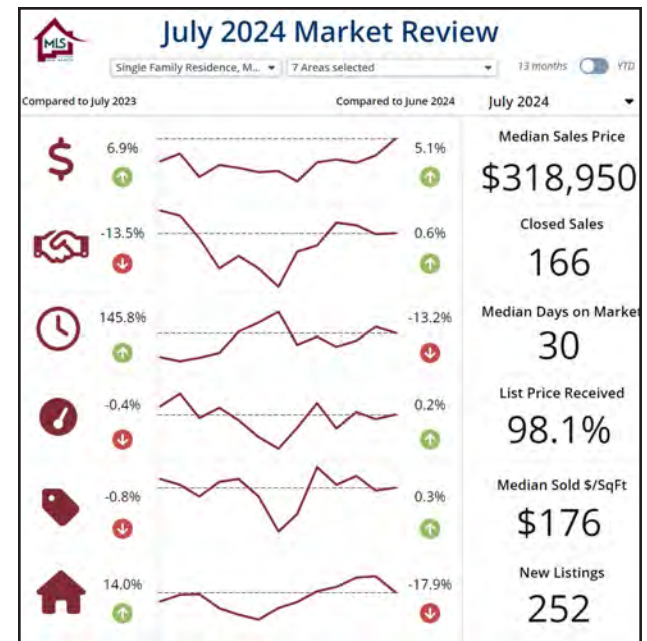 MLS
July 2024 Market Review
Single Family Residence, M... 7 Areas selected 13 months YTD
Compared to July 2023 Compared to June 2024 July 2024
Median Sales Price
6.9% 5.1%
$318,950
Closed Sales
-13.5% 0.6%
166
Median Days on Market
145.8% -13.2%
30
List Price Received
-0.4% 0.2%
98.1%
Median Sold $/SqFt
-0.8% 0.3%
$176
New Listings
14.0% -17.9%
252